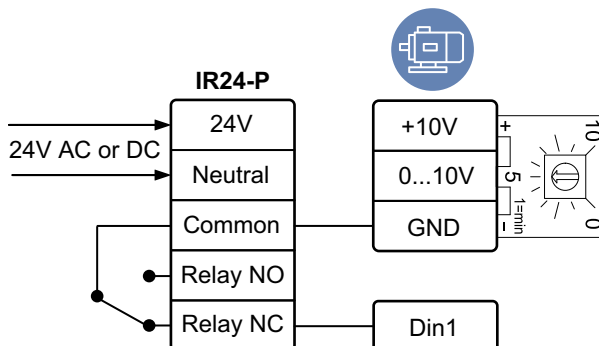 IR24-P
24V
24V AC or DC
Neutral
Common
Relay NO
Relay NC
+10V
0...10V
GND
Din1
+
5
-
1=min
10
0